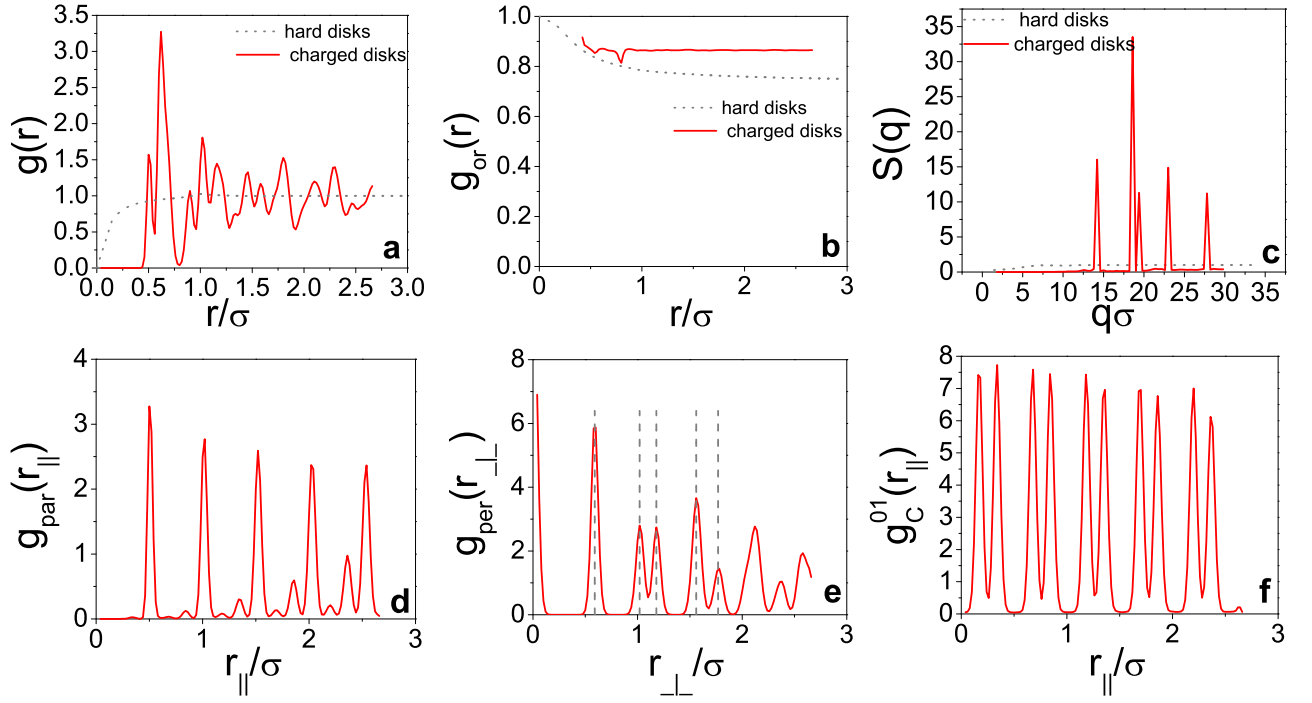 3.5
3.0
2.5
2.0
1.5
1.0
0.5
0.0
g(r)
hard disks
charged disks
a
0.0 0.5 1.0 1.5 2.0 2.5 3.0
r/σ
1.0
0.8
0.6
0.4
0.2
0.0
g_or(r)
hard disks
charged disks
b
0 1 2 3
r/σ
35
30
25
20
15
10
5
0
S(q)
hard disks
charged disks
c
0 5 10 15 20 25 30 35
qσ
4
3
2
1
0
g_par(r_||)
d
0 1 2 3
r_||/σ
8
6
4
2
0
g_per(r_⊥)
e
0 1 2 3
r_⊥/σ
8
7
6
5
4
3
2
1
0
g_C^01(r_||)
f
0 1 2 3
r_||/σ